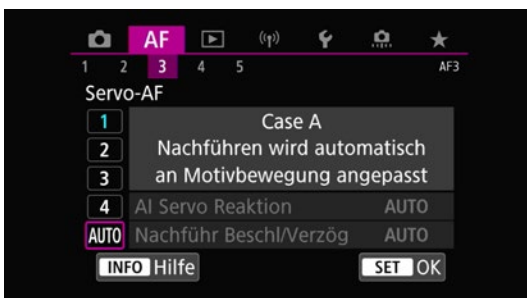 AF
1 2 3 4 5 AF3
Servo-AF
1 Case A
2 Nachführen wird automatisch
3 an Motivbewegung angepasst
4 AI Servo Reaktion AUTO
AUTO Nachführ Beschl/Verzög AUTO
INFO Hilfe SET OK